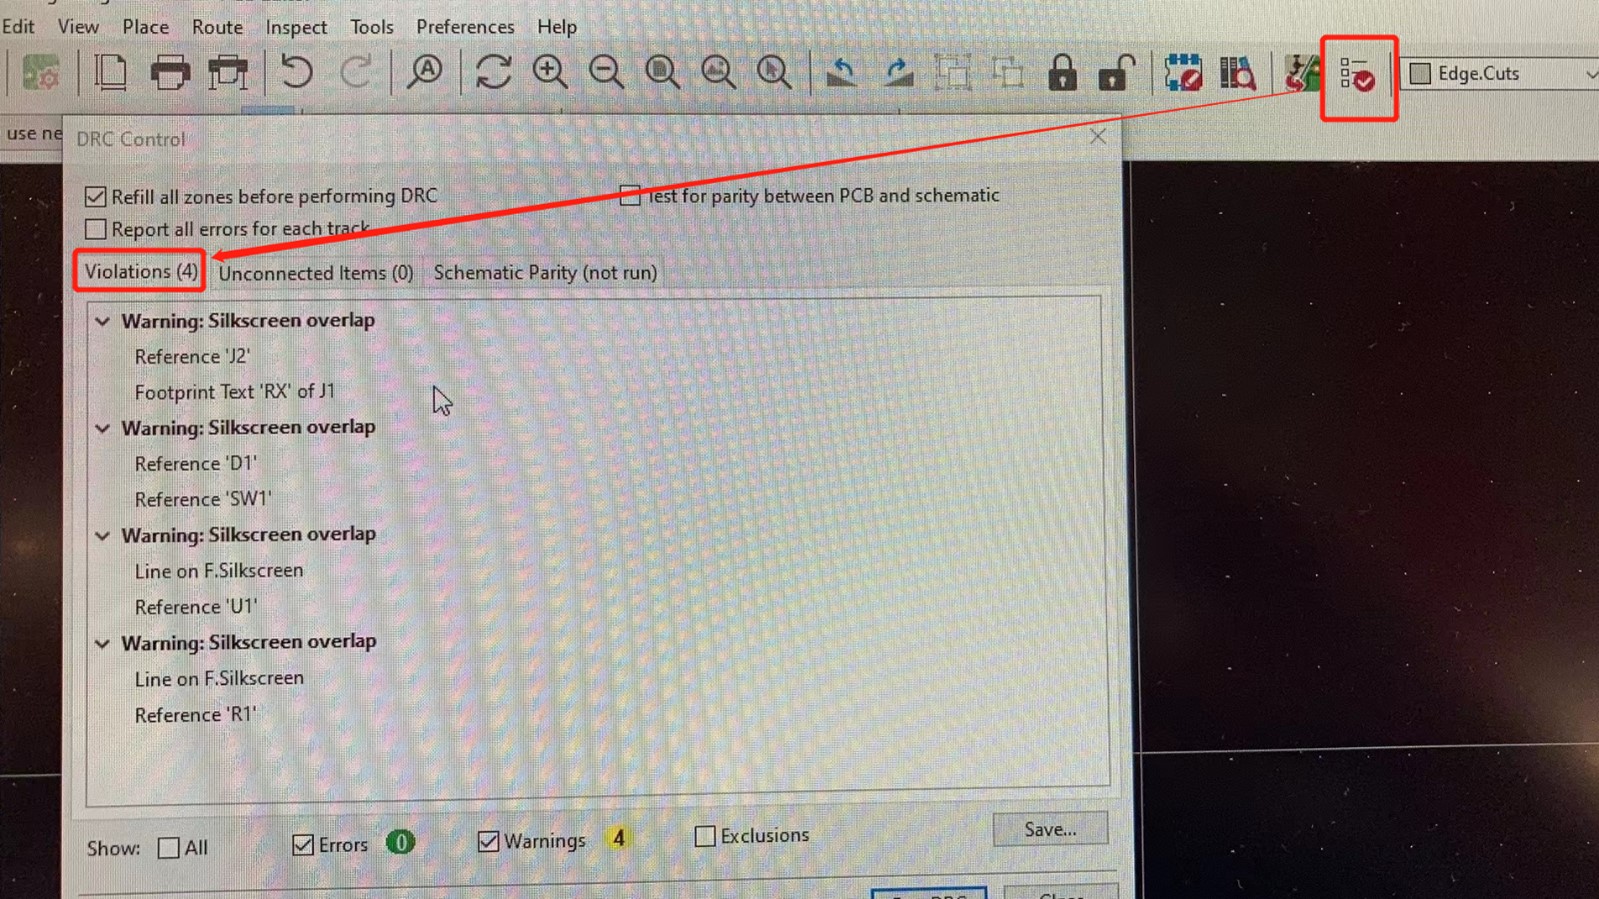 Edit View Place Route Inspect Tools Preferences Help
Edge.Cuts
use ne
DRC Control
Refill all zones before performing DRC
Test for parity between PCB and schematic
Report all errors for each track
Violations (4) Unconnected Items (0) Schematic Parity (not run)
Warning: Silkscreen overlap
Reference 'J2'
Footprint Text 'RX' of J1
Warning: Silkscreen overlap
Reference 'D1'
Reference 'SW1'
Warning: Silkscreen overlap
Line on F.Silkscreen
Reference 'U1'
Warning: Silkscreen overlap
Line on F.Silkscreen
Reference 'R1'
Show: All Errors 0 Warnings 4 Exclusions Save...